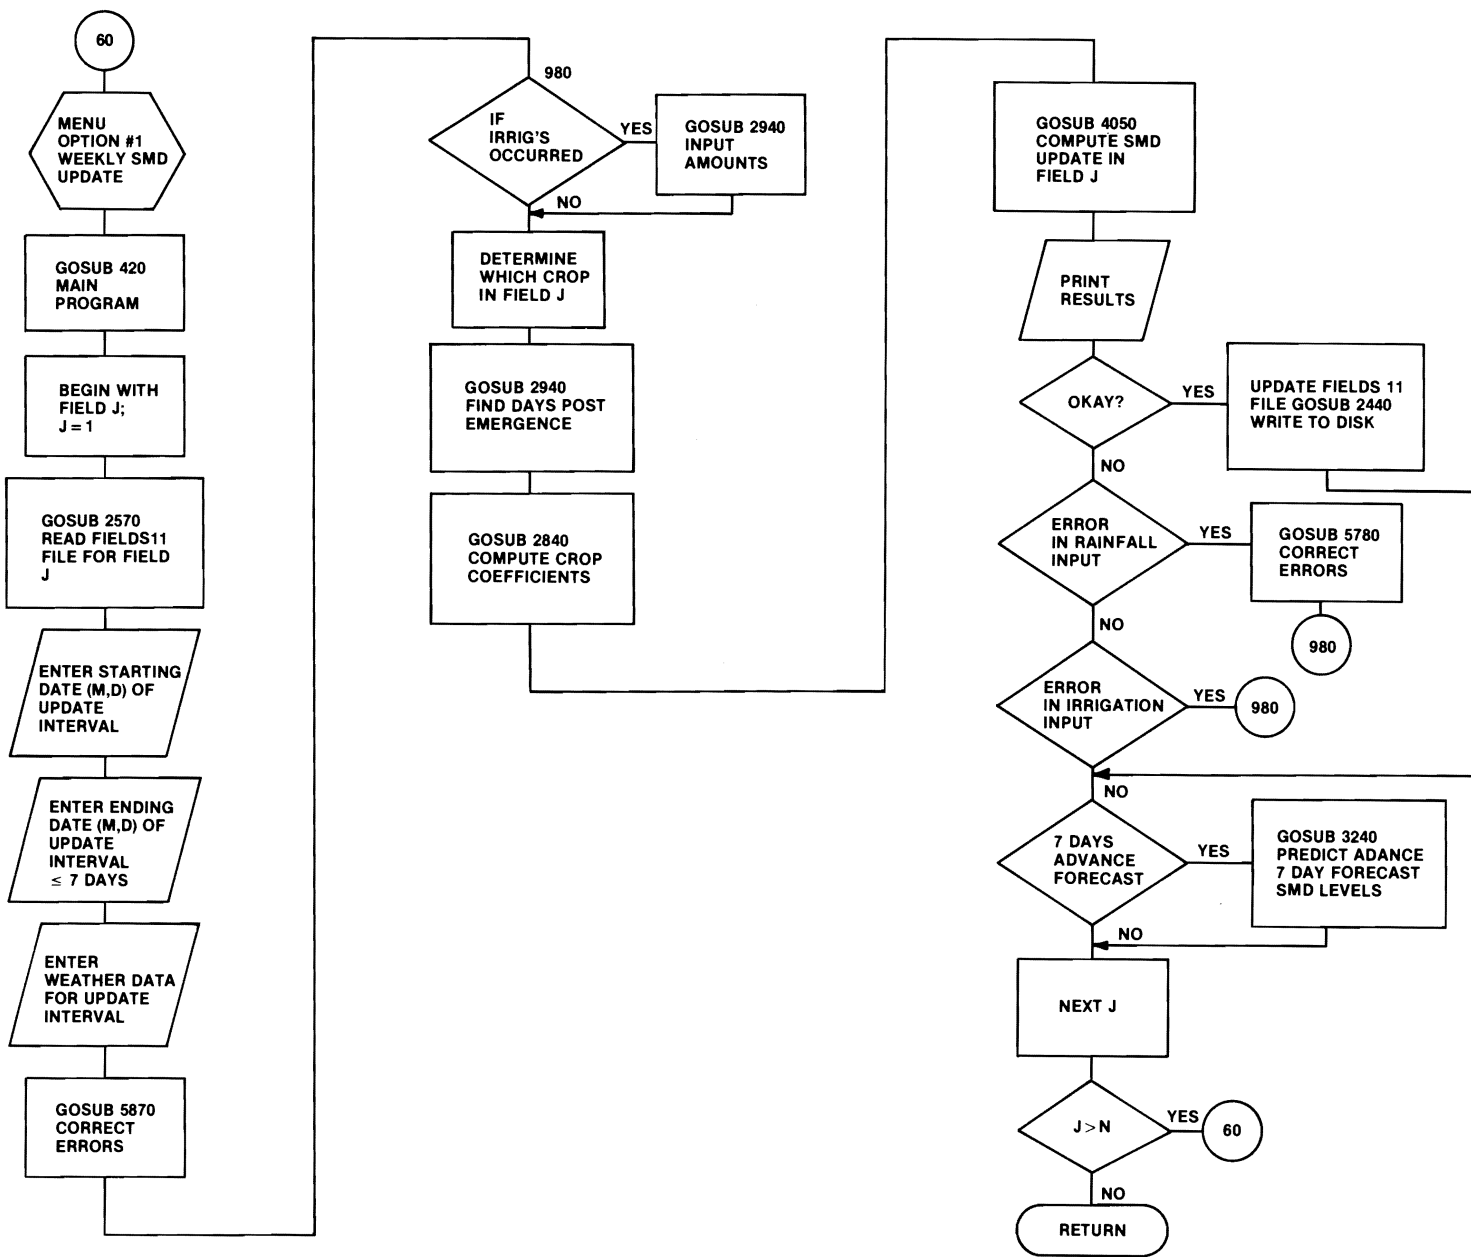 60
MENU
OPTION #1
WEEKLY SMD
UPDATE
GOSUB 420
MAIN
PROGRAM
BEGIN WITH
FIELD J;
J = 1
GOSUB 2570
READ FIELDS11
FILE FOR FIELD
J
ENTER STARTING
DATE (M,D) OF
UPDATE
INTERVAL
ENTER ENDING
DATE (M,D) OF
UPDATE
INTERVAL
≤ 7 DAYS
ENTER
WEATHER DATA
FOR UPDATE
INTERVAL
GOSUB 5870
CORRECT
ERRORS
980
IF
IRRIG'S
OCCURRED
YES
GOSUB 2940
INPUT
AMOUNTS
NO
DETERMINE
WHICH CROP
IN FIELD J
GOSUB 2940
FIND DAYS POST
EMERGENCE
GOSUB 2840
COMPUTE CROP
COEFFICIENTS
GOSUB 4050
COMPUTE SMD
UPDATE IN
FIELD J
PRINT
RESULTS
OKAY?
YES
UPDATE FIELDS 11
FILE GOSUB 2440
WRITE TO DISK
NO
ERROR
IN RAINFALL
INPUT
YES
GOSUB 5780
CORRECT
ERRORS
980
NO
ERROR
IN IRRIGATION
INPUT
YES
980
NO
7 DAYS
ADVANCE
FORECAST
YES
GOSUB 3240
PREDICT ADANCE
7 DAY FORECAST
SMD LEVELS
NO
NEXT J
J > N
YES
60
NO
RETURN